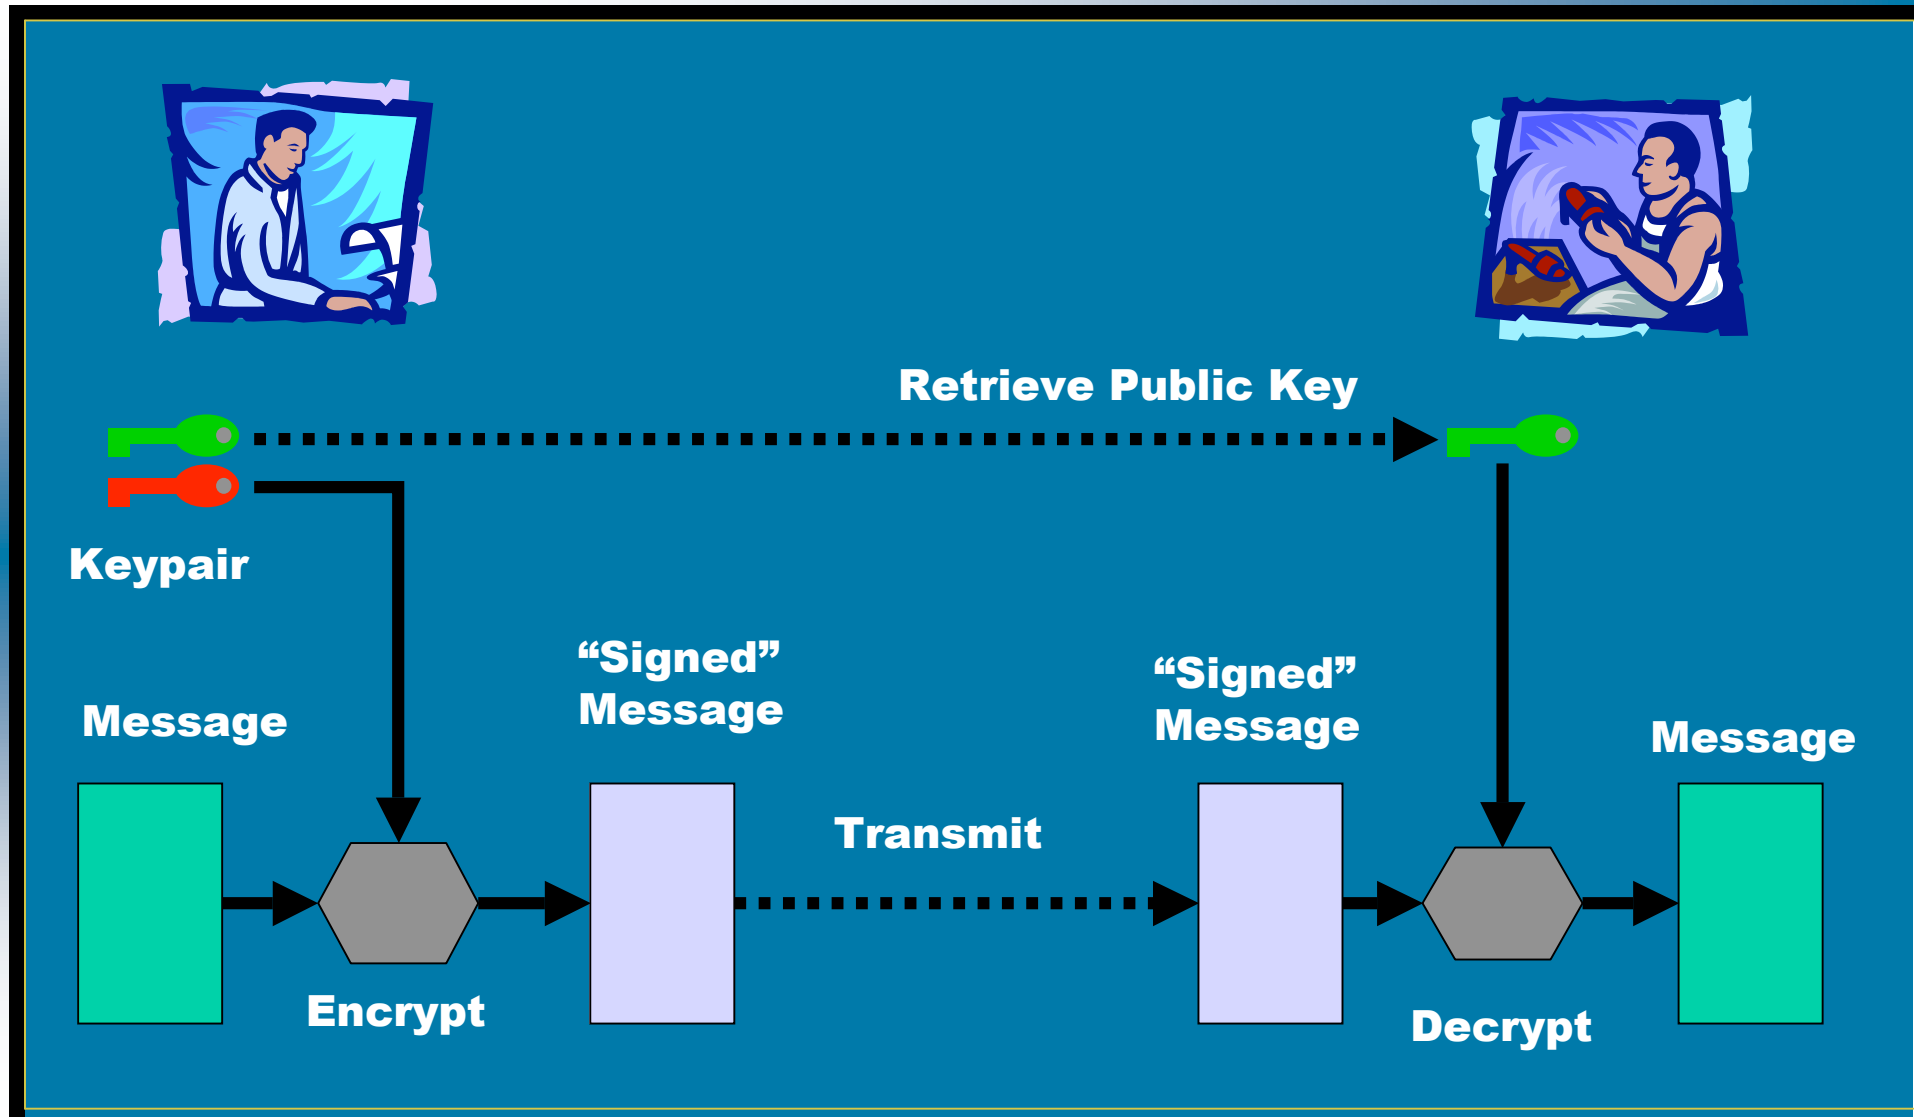 Retrieve Public Key
Keypair
“Signed”
Message
“Signed”
Message
Message
Message
Transmit
Encrypt
Decrypt